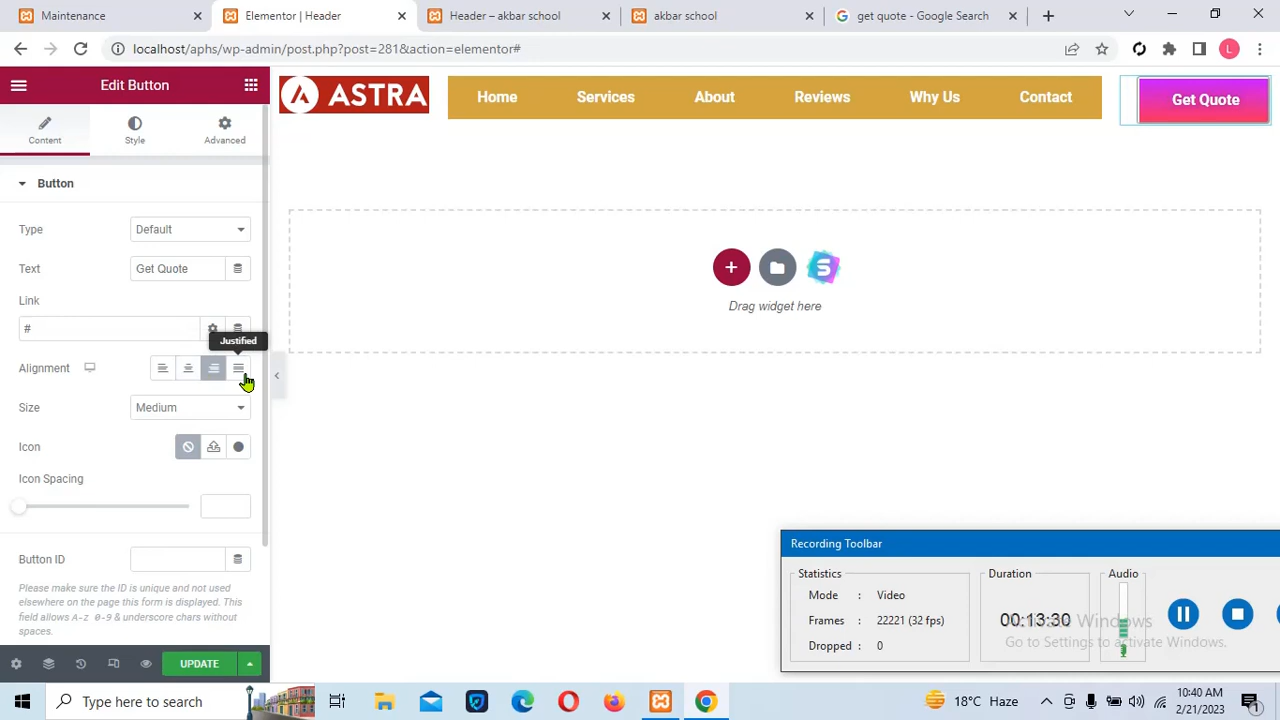 Maintenance
Elementor | Header
Header – akbar school
akbar school
get quote - Google Search
localhost/aphs/wp-admin/post.php?post=281&action=elementor#
L
Edit Button
ASTRA
Home
Services
About
Reviews
Why Us
Contact
Get Quote
Content
Style
Advanced
Button
Type
Default
Text
Get Quote
Link
#
Justified
Drag widget here
Alignment
Size
Medium
Icon
Icon Spacing
Button ID
Please make sure the ID is unique and not used
elsewhere on the page this form is displayed. This
field allows A-z 0-9 & underscore chars without
spaces.
UPDATE
Recording Toolbar
Statistics
Mode : Video
Frames : 22221 (32 fps)
Dropped : 0
Duration
00:13:30
Audio
Activate Windows
Go to Settings to activate Windows.
Type here to search
18°C Haze
10:40 AM
2/21/2023
1